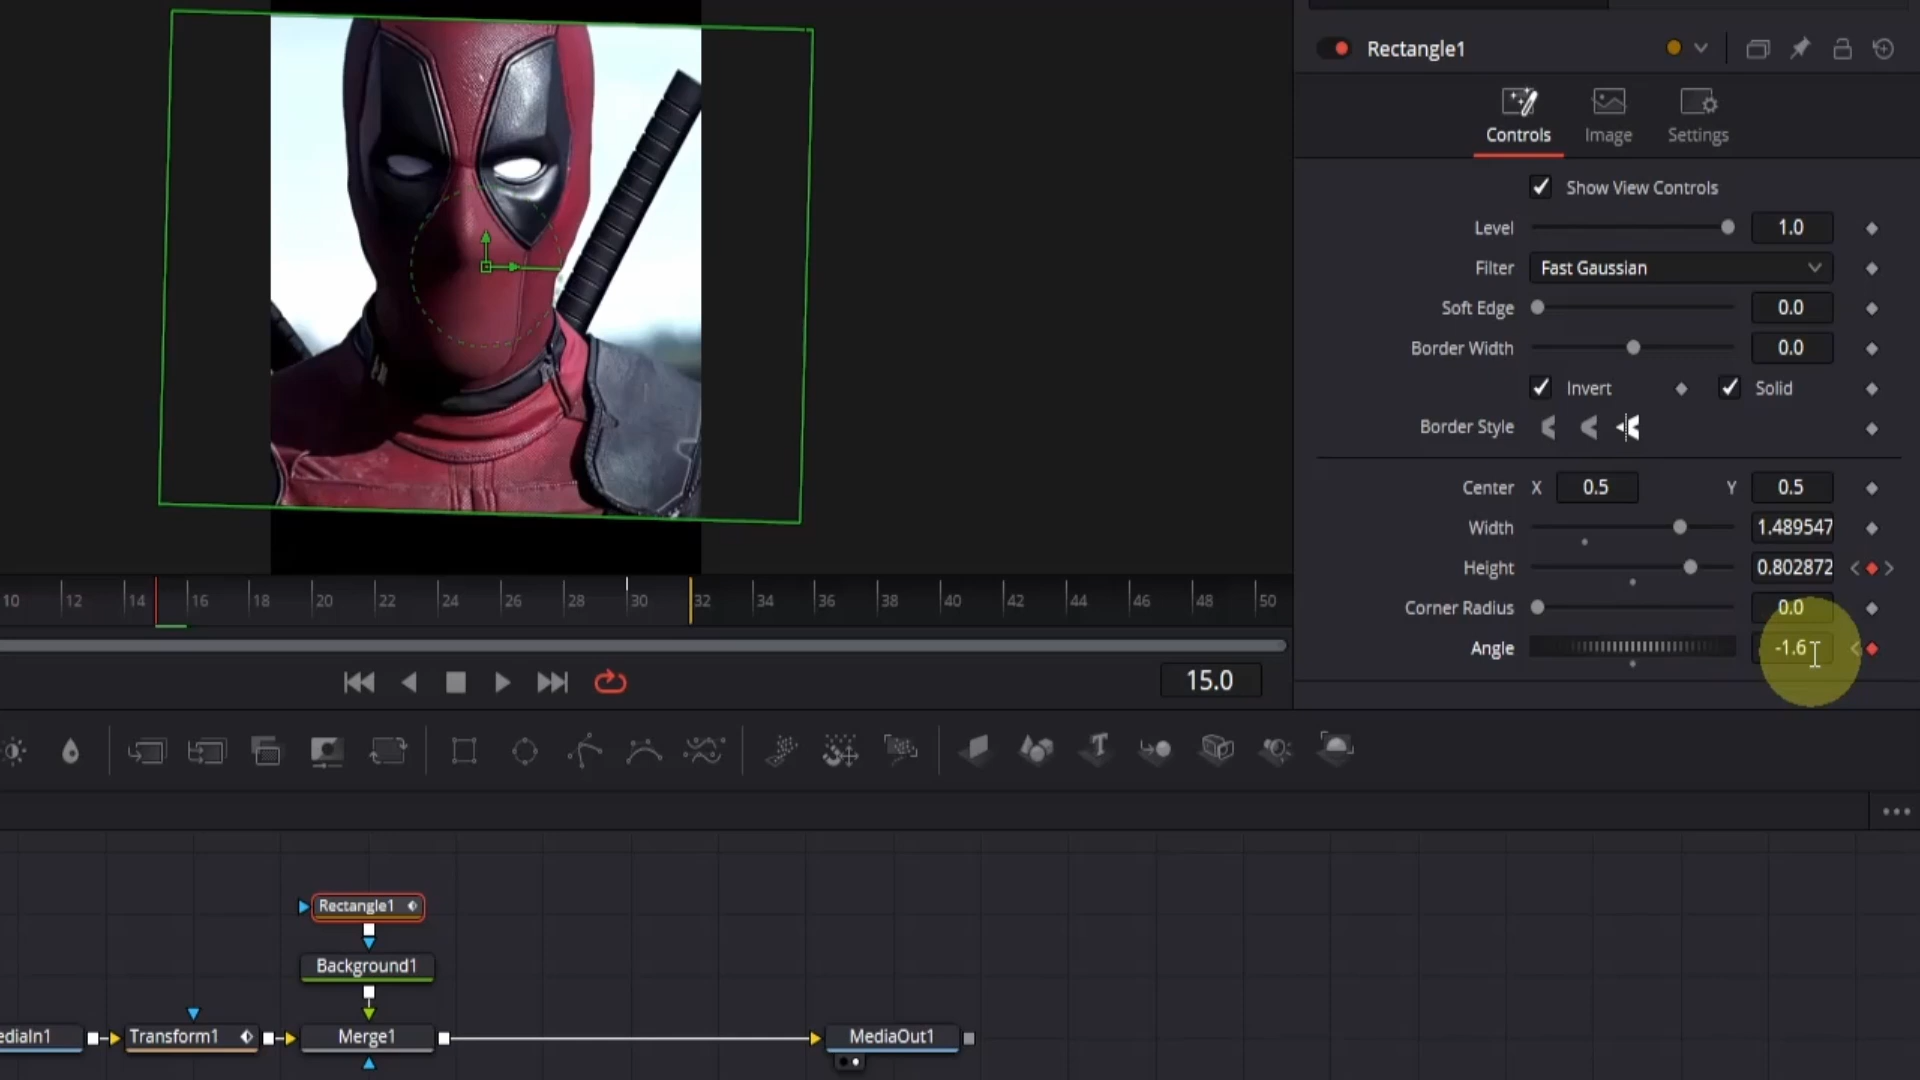 Rectangle1
Controls
Image
Settings
Show View Controls
Level
1.0
Filter
Fast Gaussian
Soft Edge
0.0
Border Width
0.0
Invert
Solid
Border Style
Center X 0.5 Y 0.5
Width
1.489547
Height
0.802872
Corner Radius
0.0
Angle
-1.6
10 12 14 16 18 20 22 24 26 28 30 32 34 36 38 40 42 44 46 48 50
15.0
Rectangle1
Background1
ediaIn1
Transform1
Merge1
MediaOut1